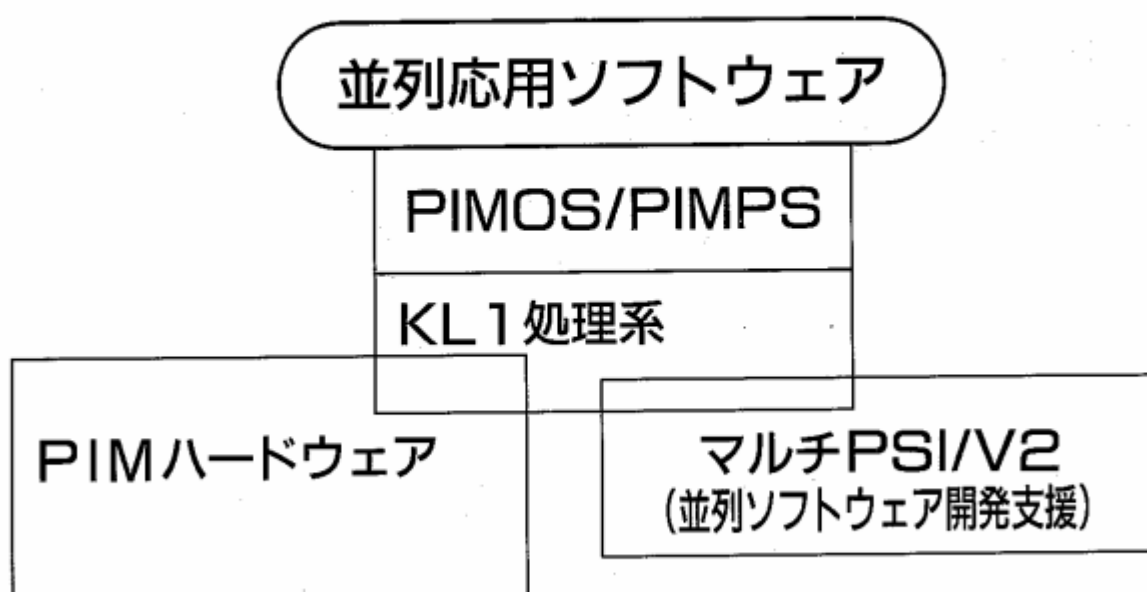 並列応用ソフトウェア
PIMOS/PIMPS
KL1処理系
PIMハードウェア
マルチPSI/V2
(並列ソフトウェア開発支援)